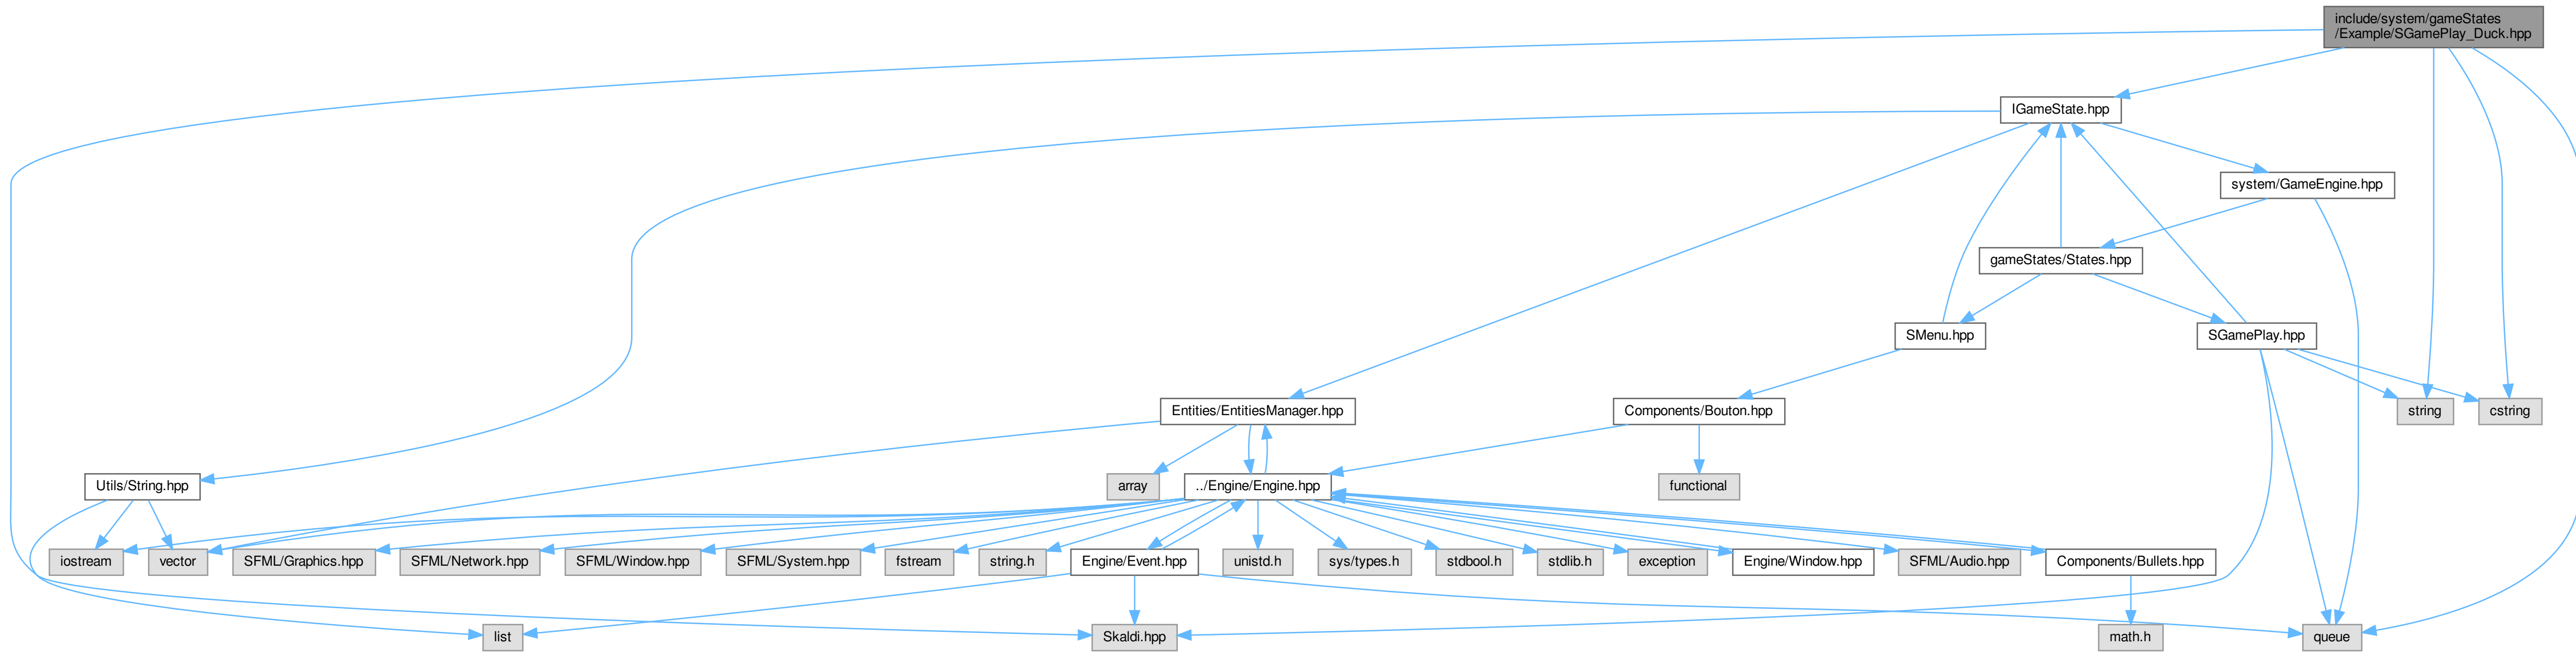 include/system/gameStates
/Example/SGamePlay_Duck.hpp
IGameState.hpp
system/GameEngine.hpp
gameStates/States.hpp
SMenu.hpp
SGamePlay.hpp
Entities/EntitiesManager.hpp
Components/Bouton.hpp
string
cstring
Utils/String.hpp
array
../Engine/Engine.hpp
functional
iostream
vector
SFML/Graphics.hpp
SFML/Network.hpp
SFML/Window.hpp
SFML/System.hpp
fstream
string.h
Engine/Event.hpp
unistd.h
sys/types.h
stdbool.h
stdlib.h
exception
Engine/Window.hpp
SFML/Audio.hpp
Components/Bullets.hpp
list
Skaldi.hpp
math.h
queue